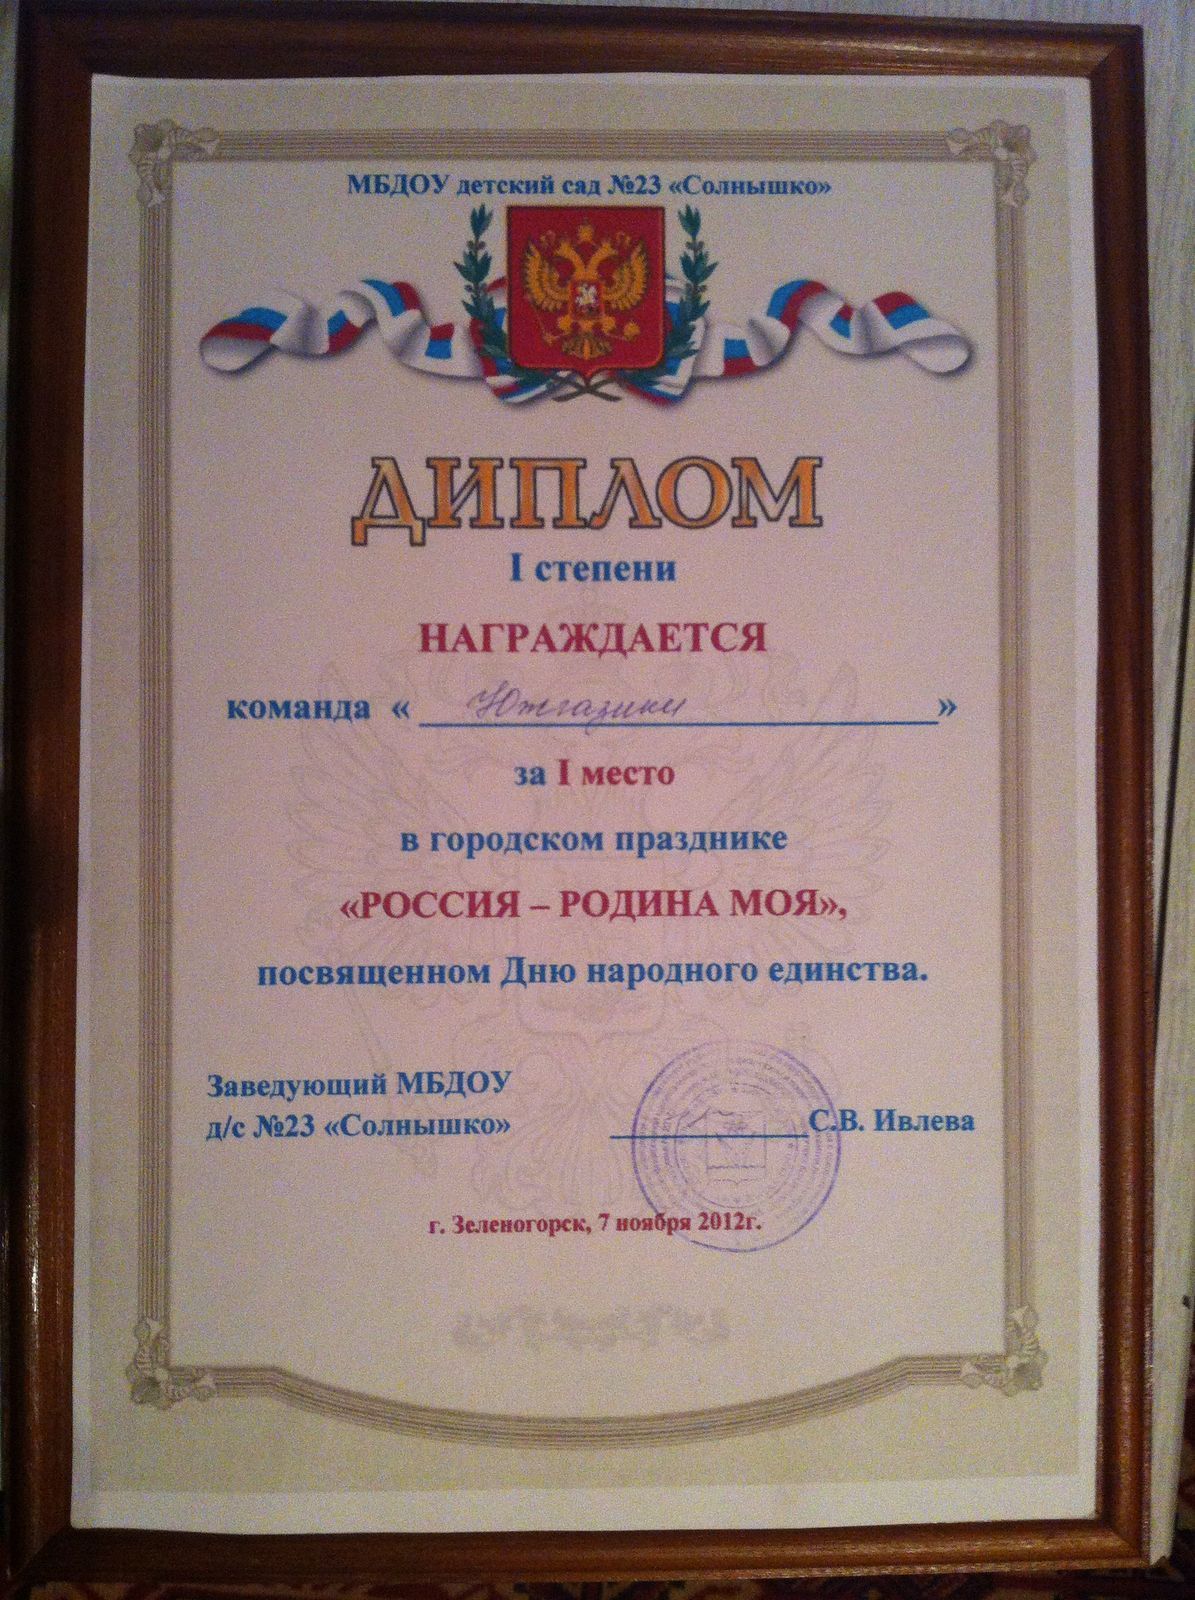 МБДОУ детский сад №23 «Солнышко»
ДИПЛОМ
I степени
НАГРАЖДАЕТСЯ
команда « »
за I место
в городском празднике
«РОССИЯ – РОДИНА МОЯ»,
посвященном Дню народного единства.
Заведующий МБДОУ
д/с №23 «Солнышко»
С.В. Ивлева
г. Зеленогорск, 7 ноября 2012г.